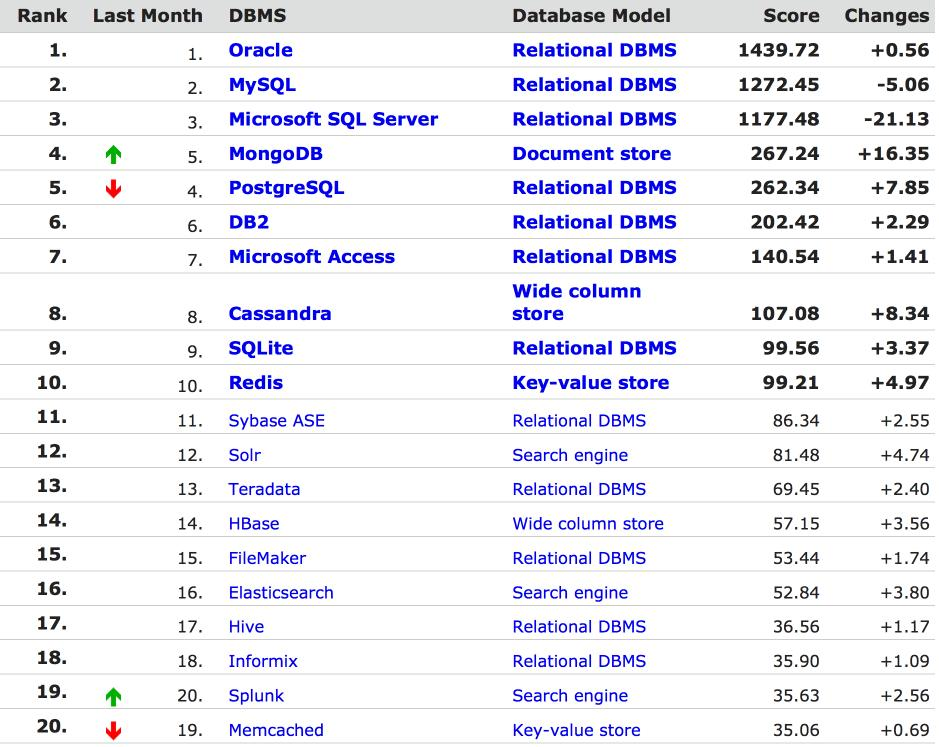 Rank Last Month DBMS Database Model Score Changes
1. 1. Oracle Relational DBMS 1439.72 +0.56
2. 2. MySQL Relational DBMS 1272.45 -5.06
3. 3. Microsoft SQL Server Relational DBMS 1177.48 -21.13
4. 5. MongoDB Document store 267.24 +16.35
5. 4. PostgreSQL Relational DBMS 262.34 +7.85
6. 6. DB2 Relational DBMS 202.42 +2.29
7. 7. Microsoft Access Relational DBMS 140.54 +1.41
Wide column
8. 8. Cassandra store 107.08 +8.34
9. 9. SQLite Relational DBMS 99.56 +3.37
10. 10. Redis Key-value store 99.21 +4.97
11. 11. Sybase ASE Relational DBMS 86.34 +2.55
12. 12. Solr Search engine 81.48 +4.74
13. 13. Teradata Relational DBMS 69.45 +2.40
14. 14. HBase Wide column store 57.15 +3.56
15. 15. FileMaker Relational DBMS 53.44 +1.74
16. 16. Elasticsearch Search engine 52.84 +3.80
17. 17. Hive Relational DBMS 36.56 +1.17
18. 18. Informix Relational DBMS 35.90 +1.09
19. 20. Splunk Search engine 35.63 +2.56
20. 19. Memcached Key-value store 35.06 +0.69